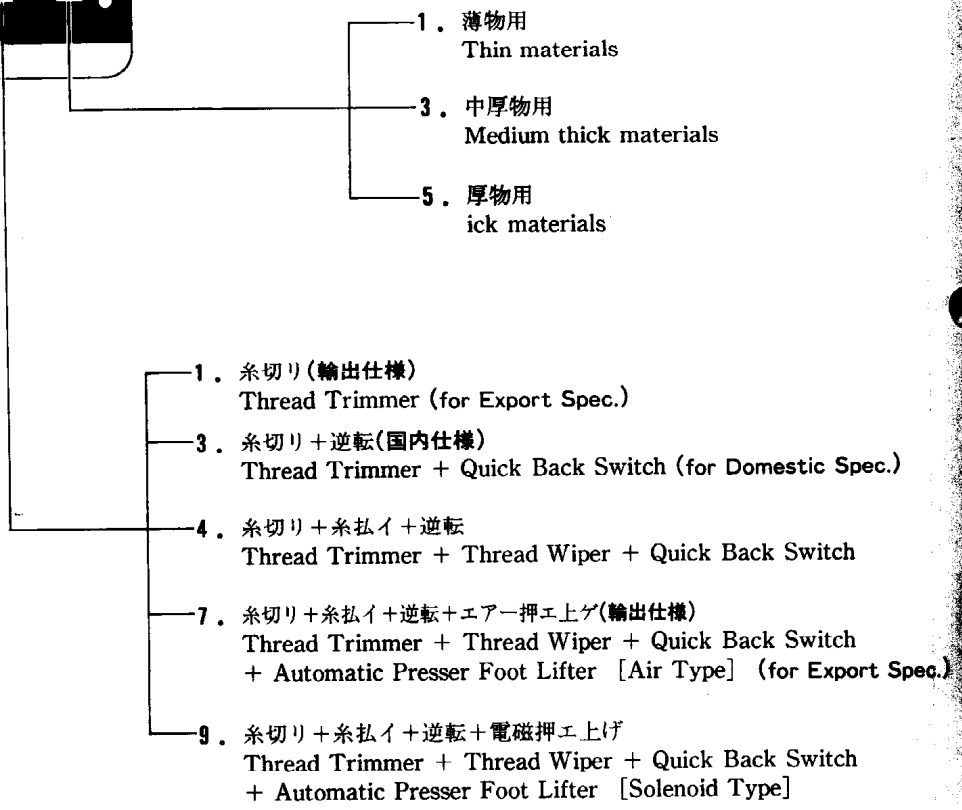 1. 薄物用
Thin materials
3. 中厚物用
Medium thick materials
5. 厚物用
ick materials
1. 糸切リ(輸出仕様)
Thread Trimmer (for Export Spec.)
3. 糸切リ+逆転(国内仕様)
Thread Trimmer + Quick Back Switch (for Domestic Spec.)
4. 糸切リ+糸払イ+逆転
Thread Trimmer + Thread Wiper + Quick Back Switch
7. 糸切リ+糸払イ+逆転+エアー押エ上ゲ(輸出仕様)
Thread Trimmer + Thread Wiper + Quick Back Switch
+ Automatic Presser Foot Lifter [Air Type] (for Export Spec.)
9. 糸切リ+糸払イ+逆転+電磁押エ上げ
Thread Trimmer + Thread Wiper + Quick Back Switch
+ Automatic Presser Foot Lifter [Solenoid Type]